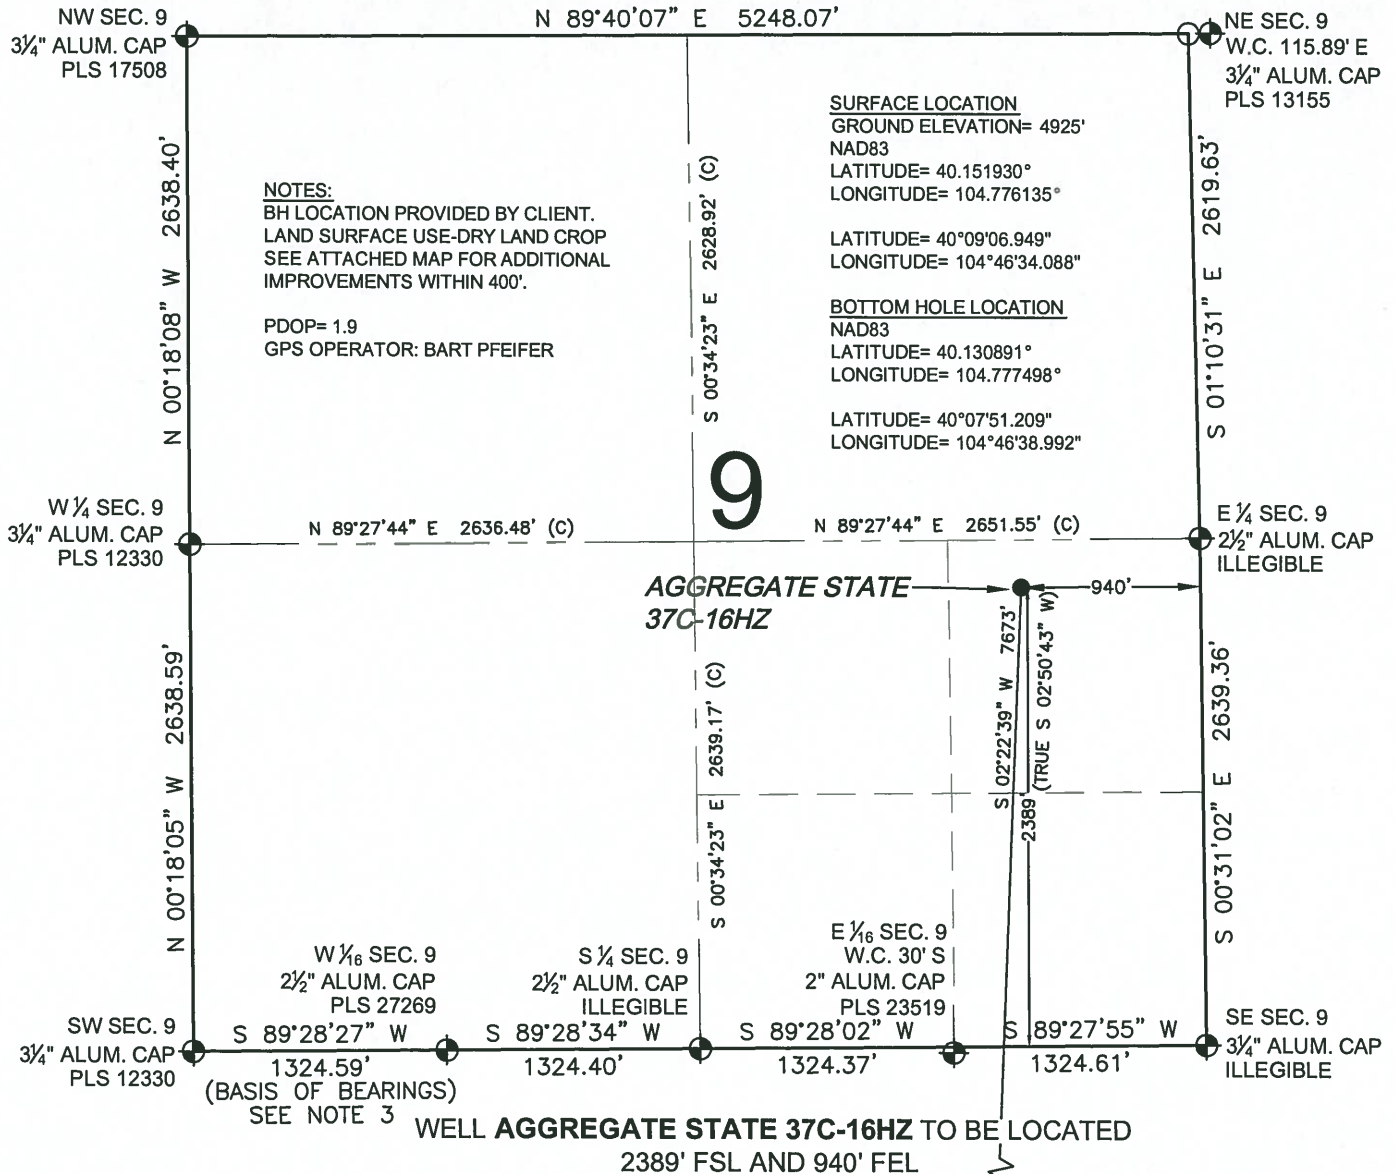 NW SEC. 9
3¼" ALUM. CAP
PLS 17508
N 89°40'07" E 5248.07'
NE SEC. 9
W.C. 115.89' E
3¼" ALUM. CAP
PLS 13155
N 00°18'08" W 2638.40'
NOTES:
BH LOCATION PROVIDED BY CLIENT.
LAND SURFACE USE-DRY LAND CROP
SEE ATTACHED MAP FOR ADDITIONAL
IMPROVEMENTS WITHIN 400'.
PDOP= 1.9
GPS OPERATOR: BART PFEIFER
S 00°34'23" E 2628.92' (C)
SURFACE LOCATION
GROUND ELEVATION= 4925'
NAD83
LATITUDE= 40.151930°
LONGITUDE= 104.776135°
LATITUDE= 40°09'06.949"
LONGITUDE= 104°46'34.088"
BOTTOM HOLE LOCATION
NAD83
LATITUDE= 40.130891°
LONGITUDE= 104.777498°
LATITUDE= 40°07'51.209"
LONGITUDE= 104°46'38.992"
S 01°10'31" E 2619.63'
9
W ¼ SEC. 9
3¼" ALUM. CAP
PLS 12330
N 89°27'44" E 2636.48' (C)
N 89°27'44" E 2651.55' (C)
E ¼ SEC. 9
2½" ALUM. CAP
ILLEGIBLE
AGGREGATE STATE
37C-16HZ
940'
N 00°18'05" W 2638.59'
S 00°34'23" E 2639.17' (C)
S 02°22'39" W 7673'
(TRUE S 02°50'43" W)
2389'
S 00°31'02" E 2639.36'
W 1⁄16 SEC. 9
2½" ALUM. CAP
PLS 27269
S ¼ SEC. 9
2½" ALUM. CAP
ILLEGIBLE
E 1⁄16 SEC. 9
W.C. 30' S
2" ALUM. CAP
PLS 23519
SW SEC. 9
3¼" ALUM. CAP
PLS 12330
S 89°28'27" W
1324.59'
(BASIS OF BEARINGS)
SEE NOTE 3
S 89°28'34" W
1324.40'
S 89°28'02" W
1324.37'
S 89°27'55" W
1324.61'
SE SEC. 9
3¼" ALUM. CAP
ILLEGIBLE
WELL AGGREGATE STATE 37C-16HZ TO BE LOCATED
2389' FSL AND 940' FEL